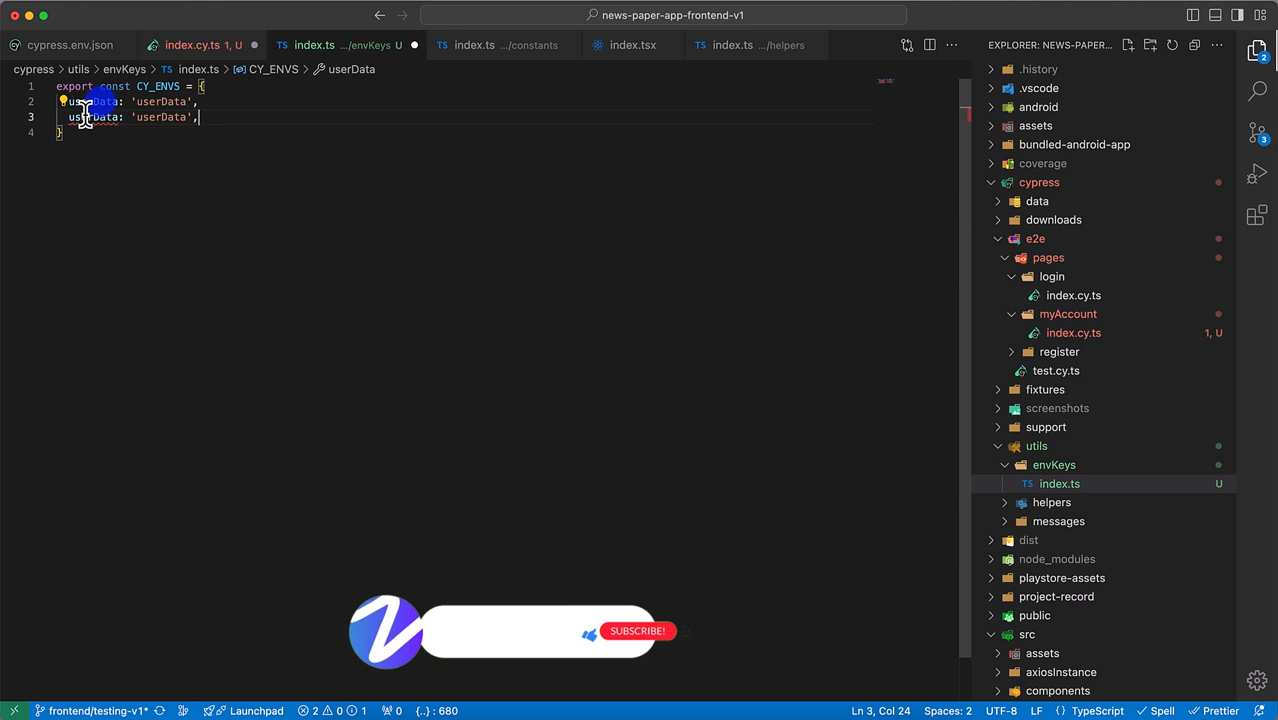 news-paper-app-frontend-v1
cypress.env.json
index.cy.ts 1, U
index.ts .../envKeys U
index.ts .../constants
index.tsx
index.ts .../helpers
EXPLORER: NEWS-PAPER...
cypress > utils > envKeys > TS index.ts > CY_ENVS > userData
1 export const CY_ENVS = {
2 userData: 'userData',
3 userData: 'userData',
4 }
.history
.vscode
android
assets
bundled-android-app
coverage
cypress
data
downloads
e2e
pages
login
index.cy.ts
myAccount
index.cy.ts 1, U
register
test.cy.ts
fixtures
screenshots
support
utils
envKeys
TS index.ts U
helpers
messages
dist
node_modules
playstore-assets
project-record
public
src
assets
axiosInstance
components
2
3
SUBSCRIBE!
frontend/testing-v1* Launchpad 2 0 1 0 {..} : 680 Ln 3, Col 24 Spaces: 2 UTF-8 LF { } TypeScript Spell Prettier